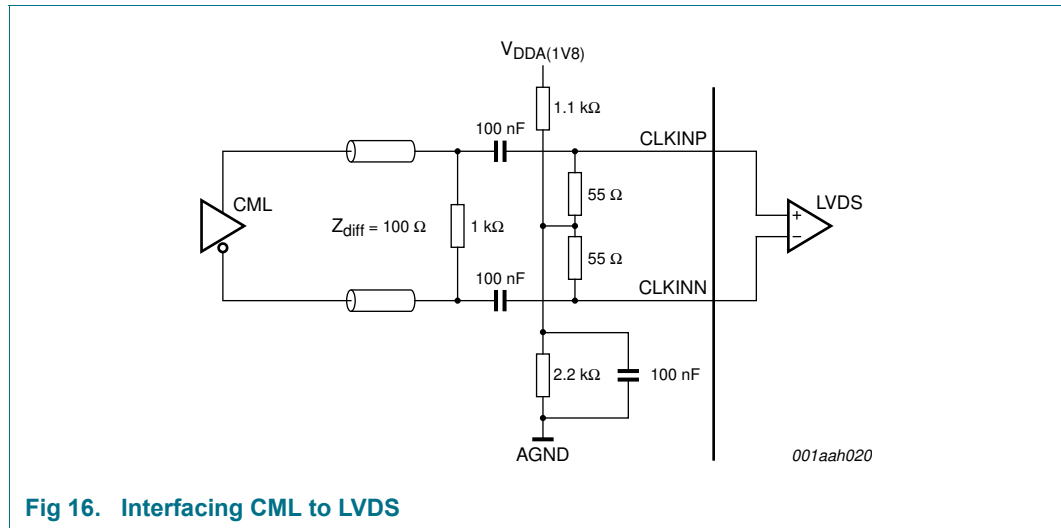 VDDA(1V8)
1.1 kΩ
100 nF
CLKINP
55 Ω
CML
LVDS
Zdiff = 100 Ω
1 kΩ
+
−
55 Ω
100 nF
CLKINN
2.2 kΩ
100 nF
AGND
001aah020
Fig 16. Interfacing CML to LVDS